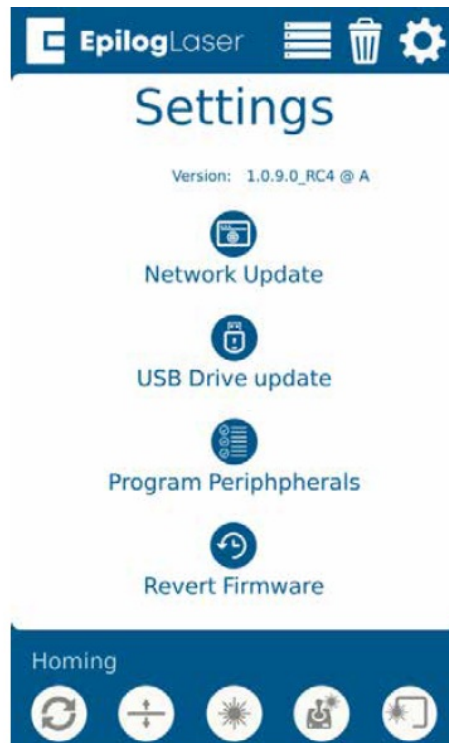 EpilogLaser
Settings
Version: 1.0.9.0_RC4 @ A
Network Update
USB Drive update
Program Periphpherals
Revert Firmware
Homing